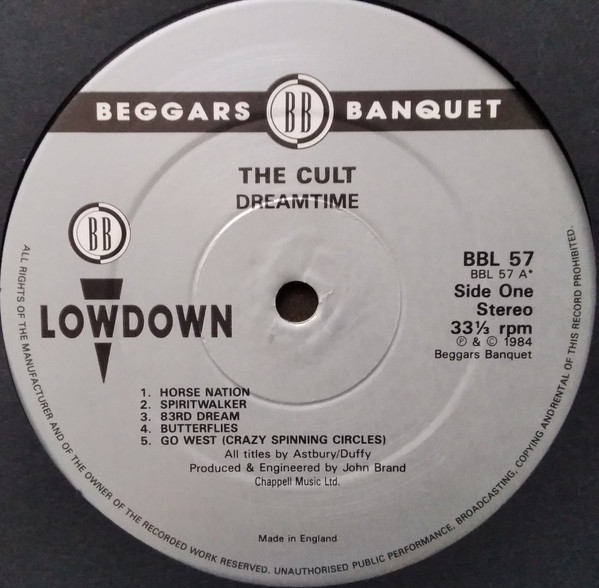 BEGGARS BB BANQUET
THE CULT
DREAMTIME
BB
LOWDOWN
BBL 57
BBL 57 A*
Side One
Stereo
33⅓ rpm
Ⓟ & © 1984
Beggars Banquet
1. HORSE NATION
2. SPIRITWALKER
3. 83RD DREAM
4. BUTTERFLIES
5. GO WEST (CRAZY SPINNING CIRCLES)
All titles by Astbury/Duffy
Produced & Engineered by John Brand
Chappell Music Ltd.
Made in England
ALL RIGHTS OF THE MANUFACTURER AND OF THE OWNER OF THE RECORDED WORK RESERVED. UNAUTHORISED PUBLIC PERFORMANCE, BROADCASTING, COPYING AND RENTAL OF THIS RECORD PROHIBITED.